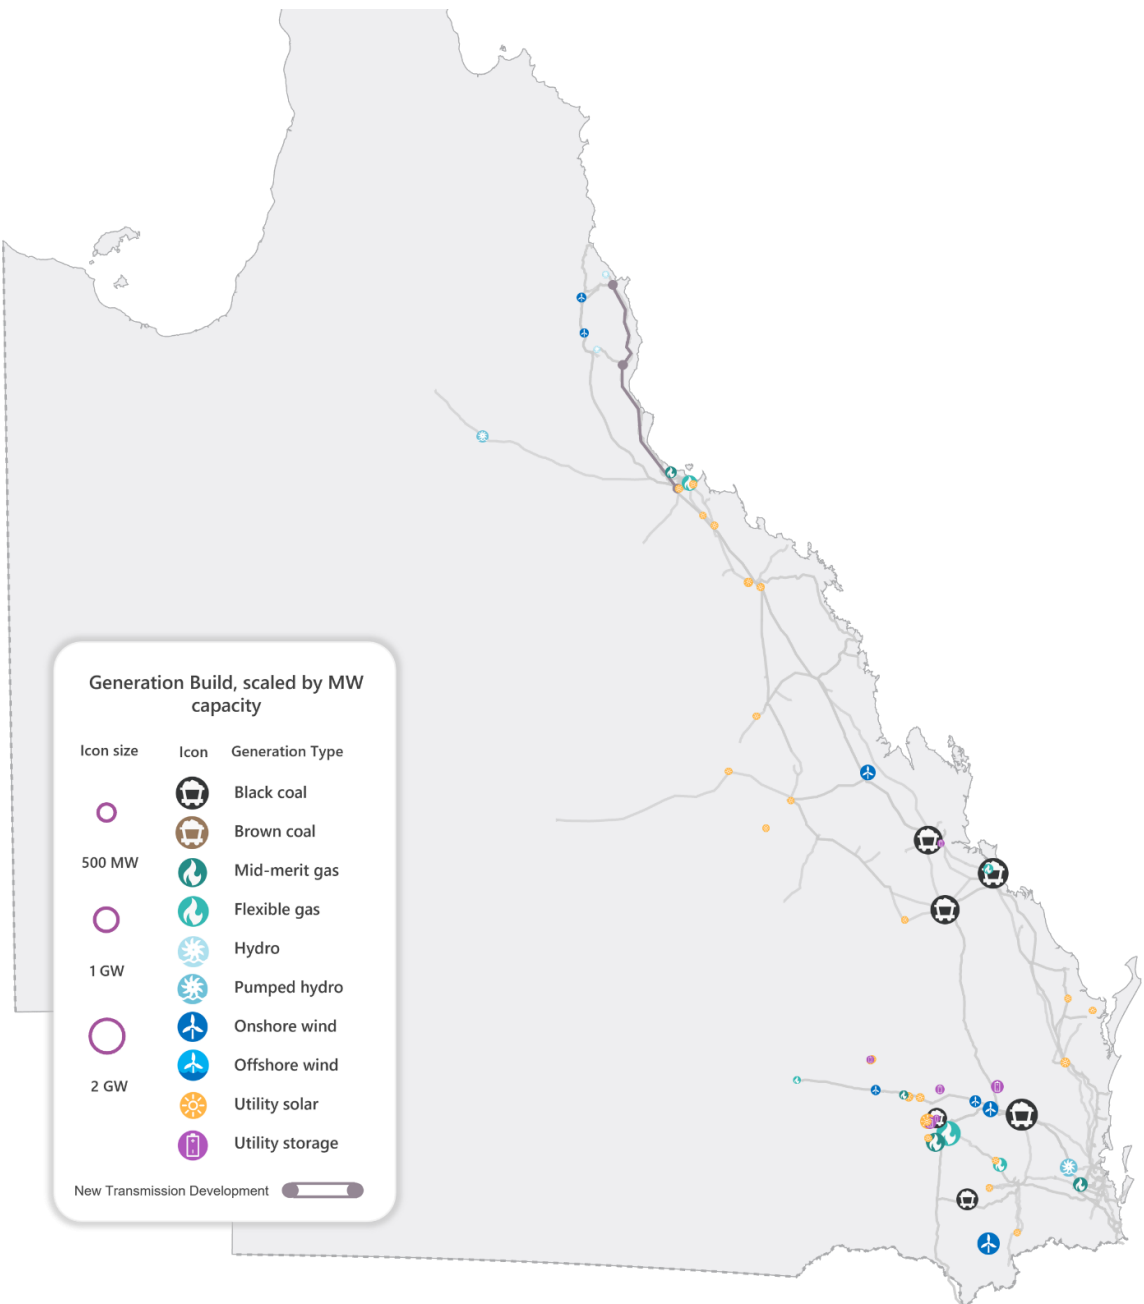 Generation Build, scaled by MW
capacity
Icon size
Icon
Generation Type
Black coal
Brown coal
500 MW
Mid-merit gas
Flexible gas
Hydro
1 GW
Pumped hydro
Onshore wind
Offshore wind
2 GW
Utility solar
Utility storage
New Transmission Development